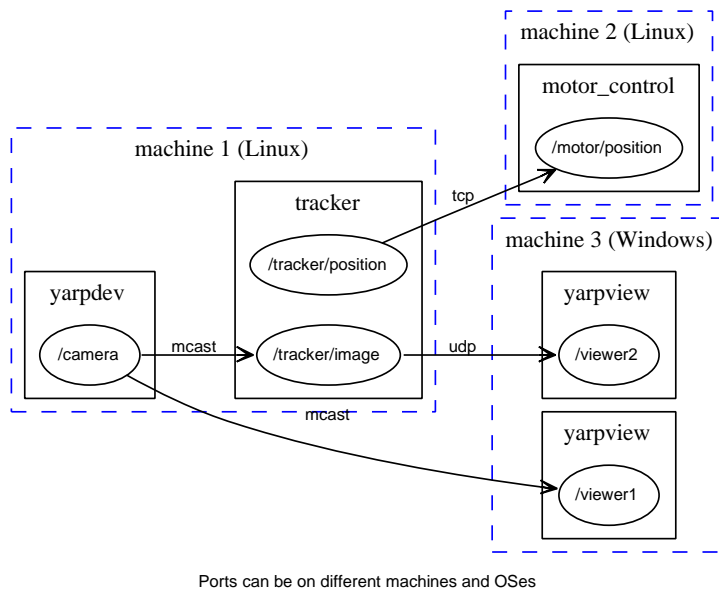 machine 2 (Linux)
motor_control
/motor/position
machine 1 (Linux)
tcp
tracker
/tracker/position
machine 3 (Windows)
yarpdev
/camera
mcast
/tracker/image
udp
yarpview
/viewer2
mcast
yarpview
/viewer1
Ports can be on different machines and OSes